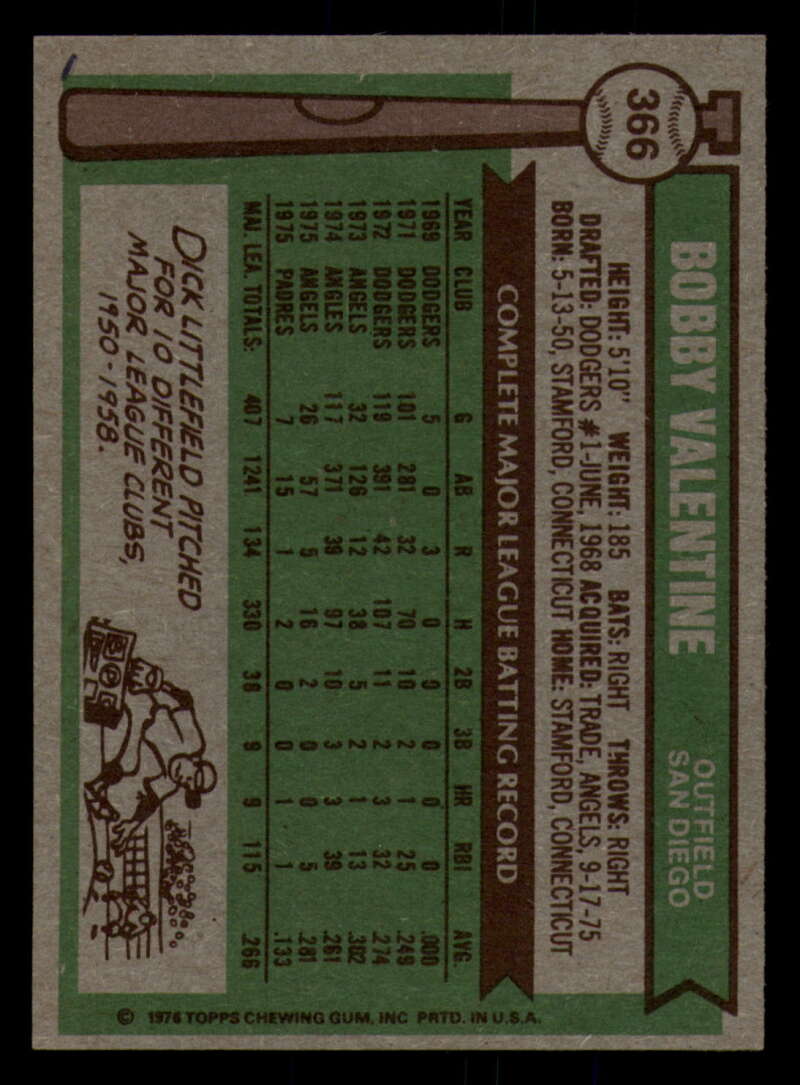 366
BOBBY VALENTINE
OUTFIELD
SAN DIEGO
HEIGHT: 5'10" WEIGHT: 185 BATS: RIGHT THROWS: RIGHT
DRAFTED: DODGERS #1-JUNE, 1968 ACQUIRED: TRADE, ANGELS, 9-17-75
BORN: 5-13-50, STAMFORD, CONNECTICUT HOME: STAMFORD, CONNECTICUT
COMPLETE MAJOR LEAGUE BATTING RECORD
YEAR CLUB G AB R H 2B 3B HR RBI AVG.
1969 DODGERS 5 0 3 0 0 0 0 0 .000
1971 DODGERS 101 281 32 70 10 2 1 25 .249
1972 DODGERS 119 391 42 107 11 2 3 32 .274
1973 ANGELS 32 126 12 38 5 2 1 13 .302
1974 ANGLES 117 371 39 97 10 3 3 39 .261
1975 ANGELS 26 57 5 16 2 0 0 5 .281
1975 PADRES 7 15 1 2 0 0 1 1 .133
MAJ. LEA. TOTALS: 407 1241 134 330 38 9 9 115 .266
DICK LITTLEFIELD PITCHED
FOR 10 DIFFERENT
MAJOR LEAGUE CLUBS,
1950-1958.
© 1976 TOPPS CHEWING GUM, INC PRTD. IN U.S.A.